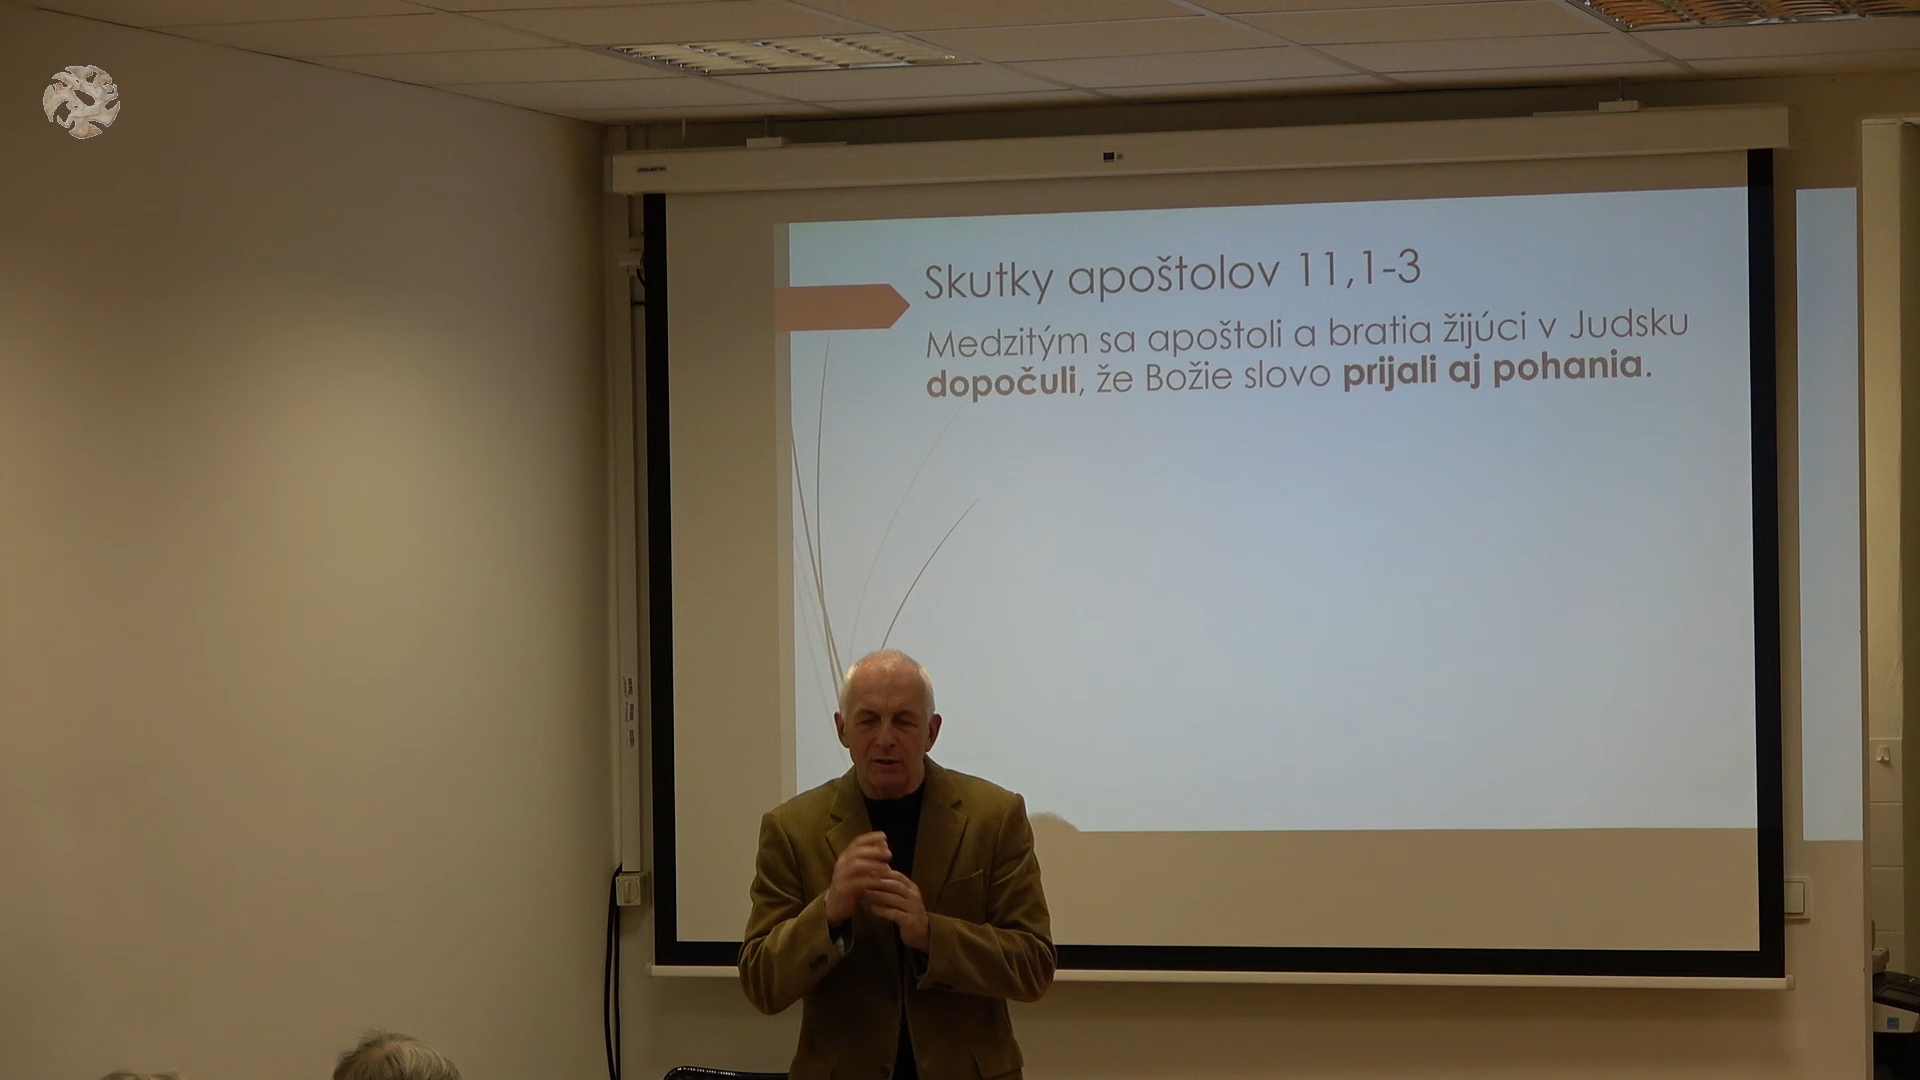 Skutky apoštolov 11,1-3
Medzitým sa apoštoli a bratia žijúci v Judsku
dopočuli, že Božie slovo prijali aj pohania.